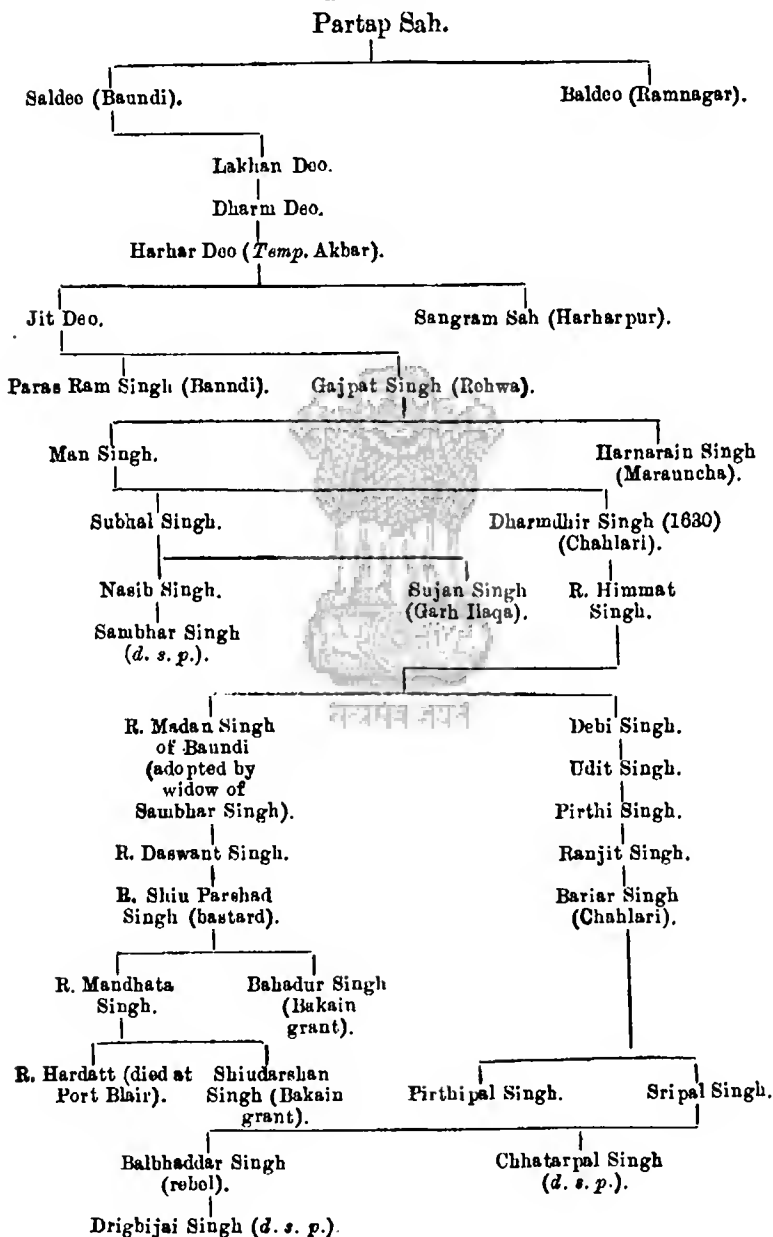 Partap Sah.
Saldeo (Baundi). Baldeo (Ramnagar).
Lakhan Deo.
Dharm Deo.
Harhar Deo (Temp. Akbar).
Jit Deo. Sangram Sah (Harharpur).
Paras Ram Singh (Banndi). Gajpat Singh (Rehwa).
Man Singh. Harnarain Singh
(Marauncha).
Subhal Singh. Dharmdhir Singh (1630)
(Chahlari).
Nasib Singh. Sujan Singh R. Himmat
(Garh Ilaqa). Singh.
Sambhar Singh
(d. s. p.).
सत्यमेव जयते
R. Madan Singh Debi Singh.
of Baundi
(adopted by Udit Singh.
widow of
Sambhar Singh). Pirthi Singh.
R. Daswant Singh. Ranjit Singh.
R. Shiu Parshad Bariar Singh
Singh (bastard). (Chahlari).
R. Mandhata Bahadur Singh
Singh. (Bakain
grant).
R. Hardatt (died at Shiudarshan Pirthipal Singh. Sripal Singh.
Port Blair). Singh (Bakain
grant).
Balbhaddar Singh Chhatarpal Singh
(rebel). (d. s. p.).
Drigbijai Singh (d. s. p.).